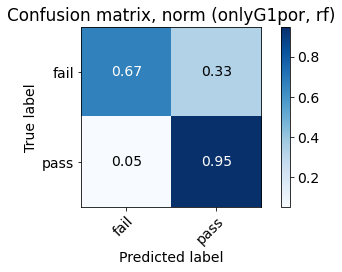 Confusion matrix, norm (onlyG1por, rf)
True label
fail
0.67 0.33
pass
0.05 0.95
fail pass
Predicted label
0.8
0.6
0.4
0.2